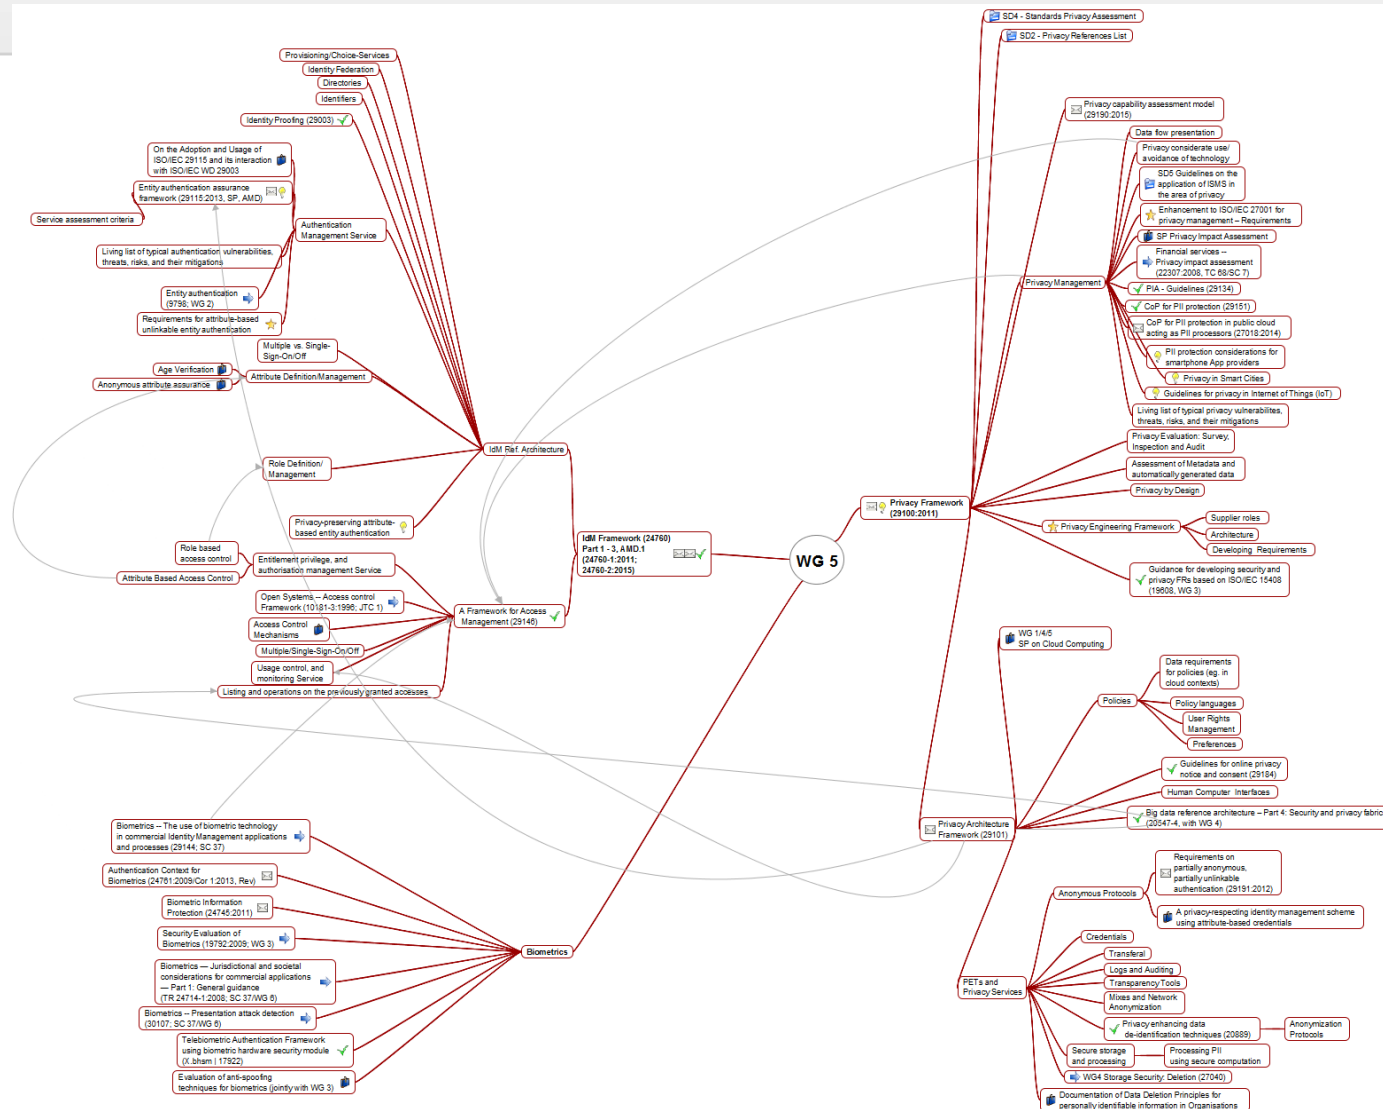 SD4 - Standards Privacy Assessment
SD2 - Privacy References List
Provisioning/Choice-Services
Identity Federation
Directories
Identifiers
Identity Proofing (29003)
On the Adoption and Usage of
ISO/IEC 29115 and its interaction
with ISO/IEC WD 29003
Entity authentication assurance
framework (29115:2013, SP, AMD)
Service assessment criteria
Authentication
Management Service
Living list of typical authentication vulnerabilities,
threats, risks, and their mitigations
Entity authentication
(9798; WG 2)
Requirements for attribute-based
unlinkable entity authentication
Multiple vs. Single-
Sign-On/Off
Age Verification
Anonymous attribute assurance
Attribute Definition/Management
IdM Ref. Architecture
Role Definition/
Management
Privacy-preserving attribute-
based entity authentication
Role based
access control
Attribute Based Access Control
Entitlement privilege, and
authorisation management Service
Open Systems -- Access control
Framework (10181-3:1996; JTC 1)
Access Control
Mechanisms
Multiple/Single-Sign-On/Off
Usage control, and
monitoring Service
Listing and operations on the previously granted accesses
A Framework for Access
Management (29146)
IdM Framework (24760)
Part 1 - 3, AMD.1
(24760-1:2011;
24760-2:2015)
WG 5
Biometrics -- The use of biometric technology
in commercial Identity Management applications
and processes (29144; SC 37)
Authentication Context for
Biometrics (24761:2009/Cor 1:2013, Rev)
Biometric Information
Protection (24745:2011)
Security Evaluation of
Biometrics (19792:2009; WG 3)
Biometrics — Jurisdictional and societal
considerations for commercial applications
— Part 1: General guidance
(TR 24714-1:2008; SC 37/WG 6)
Biometrics -- Presentation attack detection
(30107; SC 37/WG 6)
Telebiometric Authentication Framework
using biometric hardware security module
(X.bhsm | 17922)
Evaluation of anti-spoofing
techniques for biometrics (jointly with WG 3)
Biometrics
Privacy capability assessment model
(29190:2015)
Data flow presentation
Privacy considerate use/
avoidance of technology
SD5 Guidelines on the
application of ISMS in
the area of privacy
Enhancement to ISO/IEC 27001 for
privacy management – Requirements
SP Privacy Impact Assessment
Financial services --
Privacy impact assessment
(22307:2008, TC 68/SC 7)
Privacy Management
PIA - Guidelines (29134)
CoP for PII protection (29151)
CoP for PII protection in public cloud
acting as PII processors (27018:2014)
PII protection considerations for
smartphone App providers
Privacy in Smart Cities
Guidelines for privacy in Internet of Things (IoT)
Living list of typical privacy vulnerabilites,
threats, risks, and their mitigations
Privacy Evaluation: Survey,
Inspection and Audit
Assessment of Metadata and
automatically generated data
Privacy by Design
Privacy Framework
(29100:2011)
Privacy Engineering Framework
Supplier roles
Architecture
Developing Requirements
Guidance for developing security and
privacy FRs based on ISO/IEC 15408
(19608, WG 3)
WG 1/4/5
SP on Cloud Computing
Data requirements
for policies (eg. in
cloud contexts)
Policies
Policy languages
User Rights
Management
Preferences
Guidelines for online privacy
notice and consent (29184)
Human Computer Interfaces
Big data reference architecture – Part 4: Security and privacy fabric
(20547-4, with WG 4)
Privacy Architecture
Framework (29101)
Requirements on
partially anonymous,
partially unlinkable
authentication (29191:2012)
Anonymous Protocols
A privacy-respecting identity management scheme
using attribute-based credentials
Credentials
Transferal
Logs and Auditing
Transparency Tools
Mixes and Network
Anonymization
PETs and
Privacy Services
Privacy enhancing data
de-identification techniques (20889)
Anonymization
Protocols
Secure storage
and processing
Processing PII
using secure computation
WG4 Storage Security: Deletion (27040)
Documentation of Data Deletion Principles for
personally identifiable information in Organisations